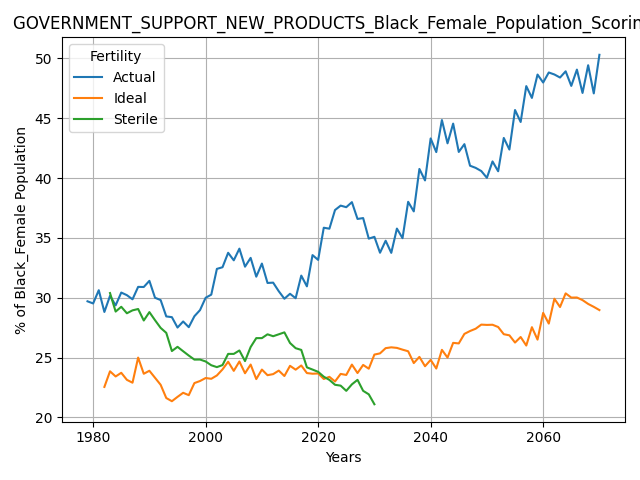 GOVERNMENT_SUPPORT_NEW_PRODUCTS_Black_Female_Population_Scorin
Fertility
Actual
Ideal
Sterile
% of Black_Female Population
50
45
40
35
30
25
20
1980
2000
2020
2040
2060
Years